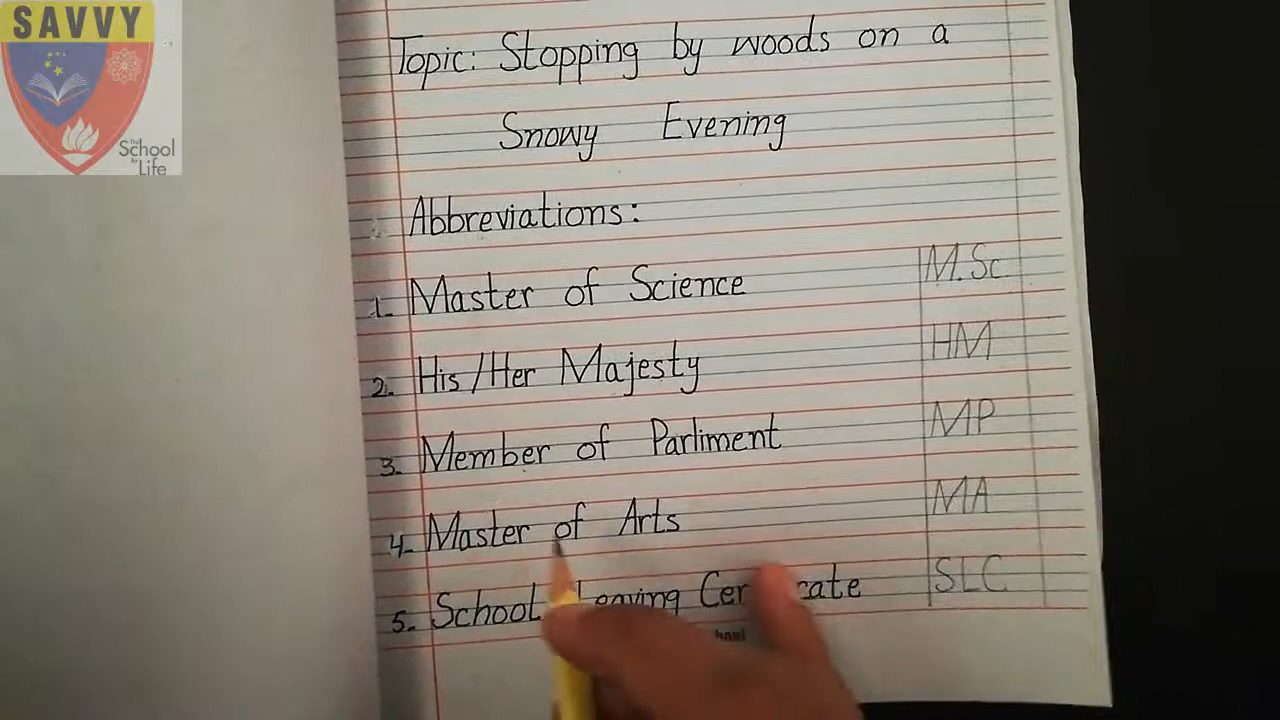 SAVVY
The School for Life
Topic: Stopping by woods on a
Snowy Evening
Abbreviations:
1. Master of Science M.Sc
2. His/Her Majesty HM
3. Member of Parliment MP
4. Master of Arts MA
5. School Leaving SLC